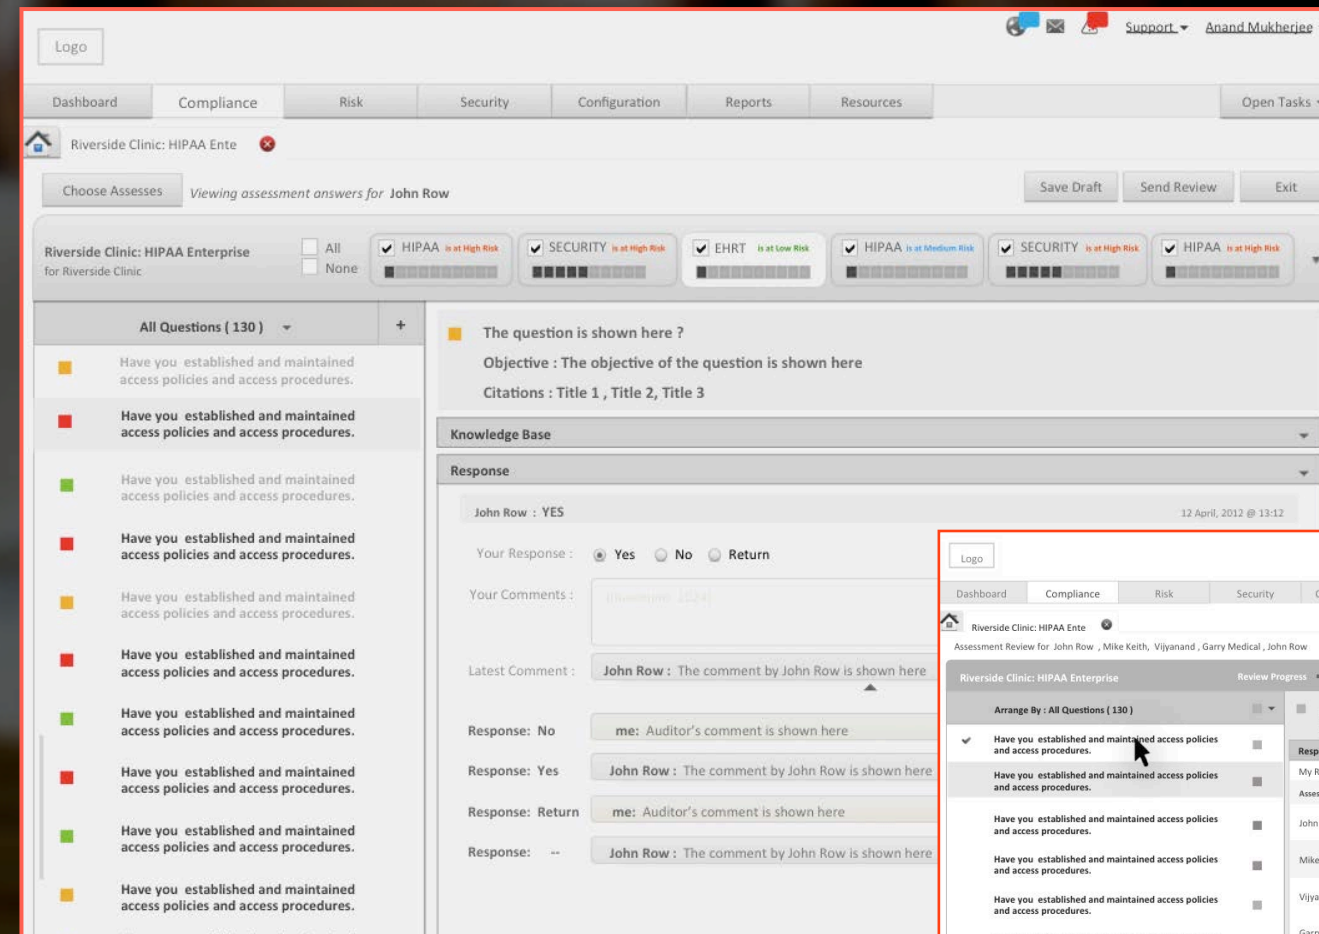 Logo
Support
Anand Mukherjee
Dashboard
Compliance
Risk
Security
Configuration
Reports
Resources
Open Tasks
Riverside Clinic: HIPAA Ente
Choose Assesses
Viewing assessment answers for John Row
Save Draft
Send Review
Exit
Riverside Clinic: HIPAA Enterprise
for Riverside Clinic
All
None
HIPAA is at High Risk
SECURITY is at High Risk
EHRT is at Low Risk
HIPAA is at Medium Risk
SECURITY is at High Risk
HIPAA is at High Risk
All Questions ( 130 )
+
Have you established and maintained
access policies and access procedures.
Have you established and maintained
access policies and access procedures.
Have you established and maintained
access policies and access procedures.
Have you established and maintained
access policies and access procedures.
Have you established and maintained
access policies and access procedures.
Have you established and maintained
access policies and access procedures.
Have you established and maintained
access policies and access procedures.
Have you established and maintained
access policies and access procedures.
Have you established and maintained
access policies and access procedures.
Have you established and maintained
access policies and access procedures.
The question is shown here ?
Objective : The objective of the question is shown here
Citations : Title 1 , Title 2, Title 3
Knowledge Base
Response
John Row : YES
12 April, 2012 @ 13:12
Your Response :
Yes
No
Return
Your Comments :
Latest Comment :
John Row : The comment by John Row is shown here
Response: No
me: Auditor's comment is shown here
Response: Yes
John Row : The comment by John Row is shown here
Response: Return
me: Auditor's comment is shown here
Response: --
John Row : The comment by John Row is shown here
Logo
Dashboard
Compliance
Risk
Security
Riverside Clinic: HIPAA Ente
Assessment Review for John Row , Mike Keith, Vijyanand , Garry Medical , John Row
Riverside Clinic: HIPAA Enterprise
Review Progress
Arrange By : All Questions ( 130 )
Have you established and maintained access policies
and access procedures.
Have you established and maintained access policies
and access procedures.
Have you established and maintained access policies
and access procedures.
Have you established and maintained access policies
and access procedures.
Have you established and maintained access policies
and access procedures.
Resp
My R
Asses
John
Mike
Vijya